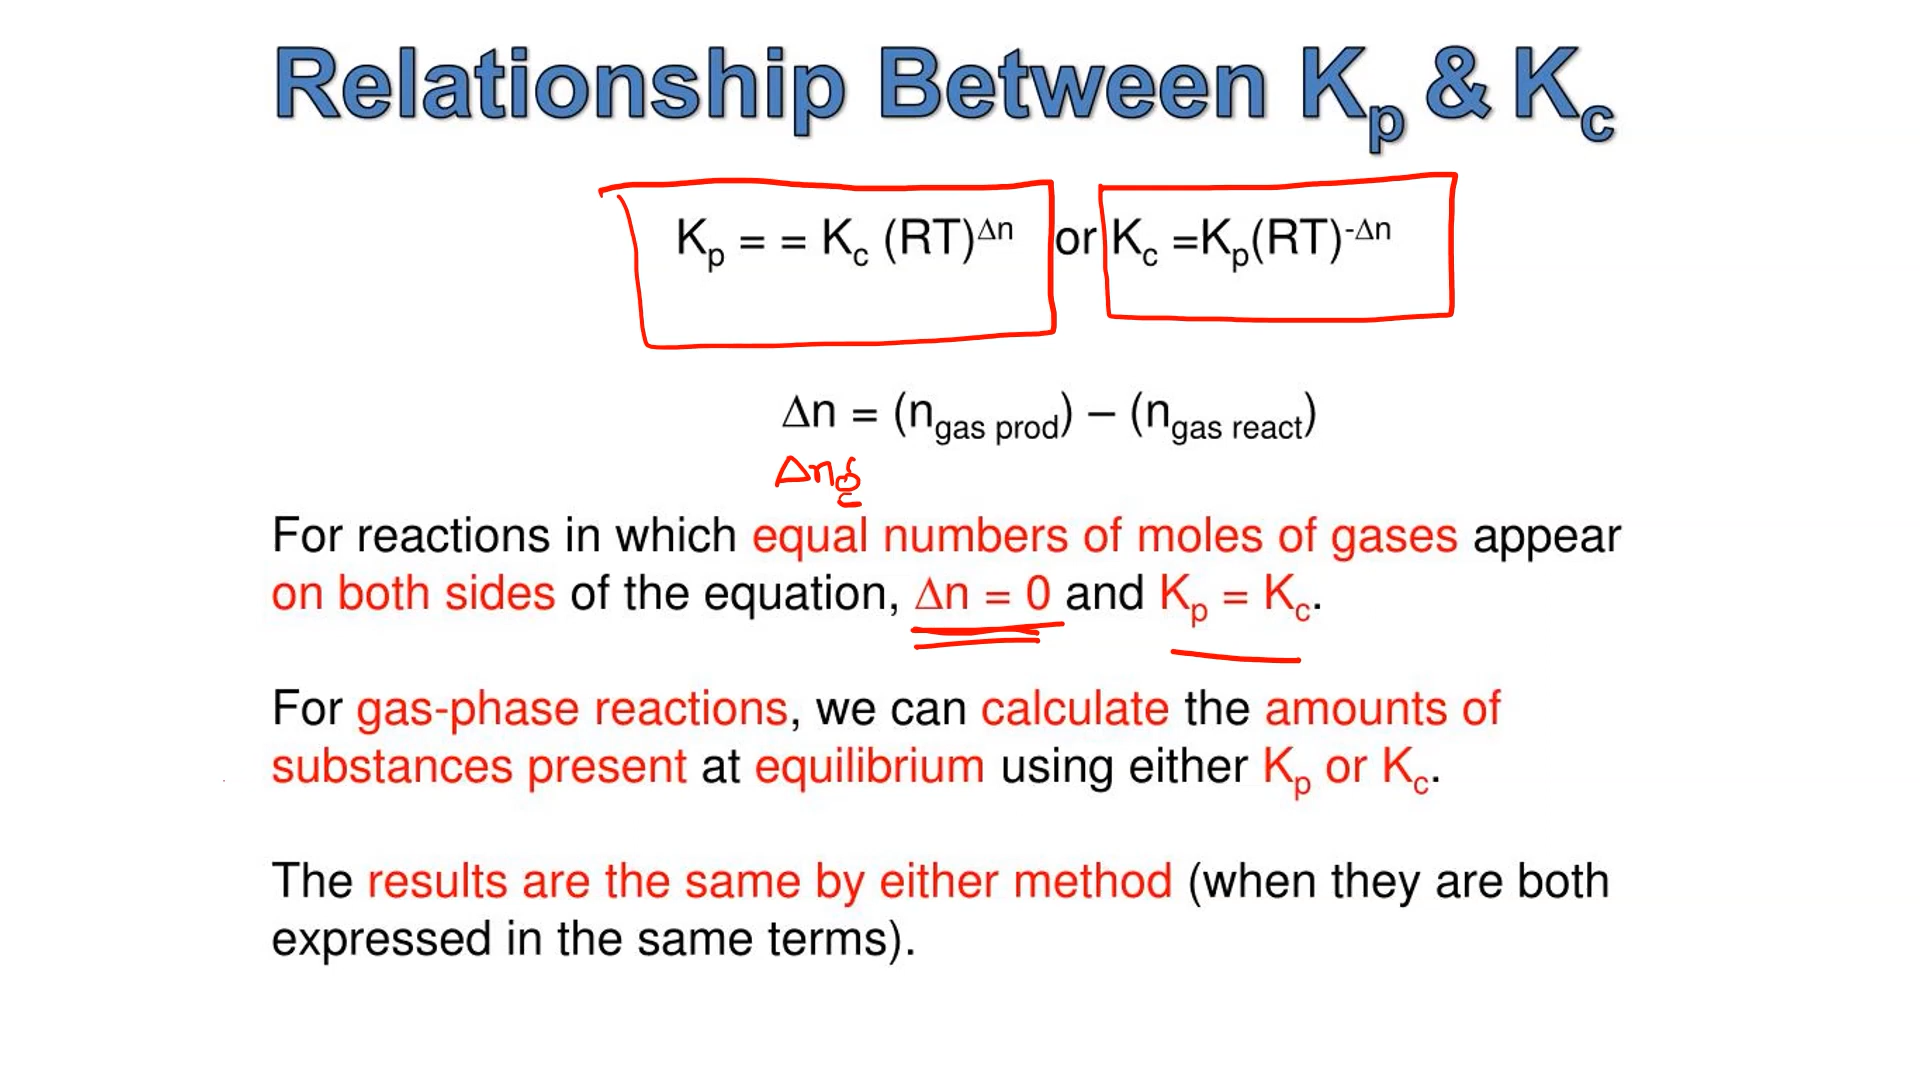 Relationship Between Kp & Kc
Kp = = Kc (RT)^Δn or Kc =Kp(RT)^-Δn
Δn = (ngas prod) – (ngas react)
Δng
For reactions in which equal numbers of moles of gases appear
on both sides of the equation, Δn = 0 and Kp = Kc.
For gas-phase reactions, we can calculate the amounts of
substances present at equilibrium using either Kp or Kc.
The results are the same by either method (when they are both
expressed in the same terms).